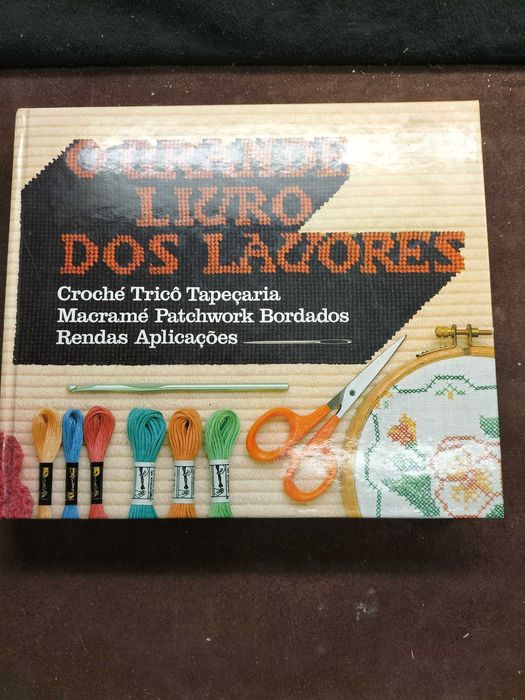 O GRANDE
LIVRO
DOS LAVORES
Croché Tricô Tapeçaria
Macramé Patchwork Bordados
Rendas Aplicações